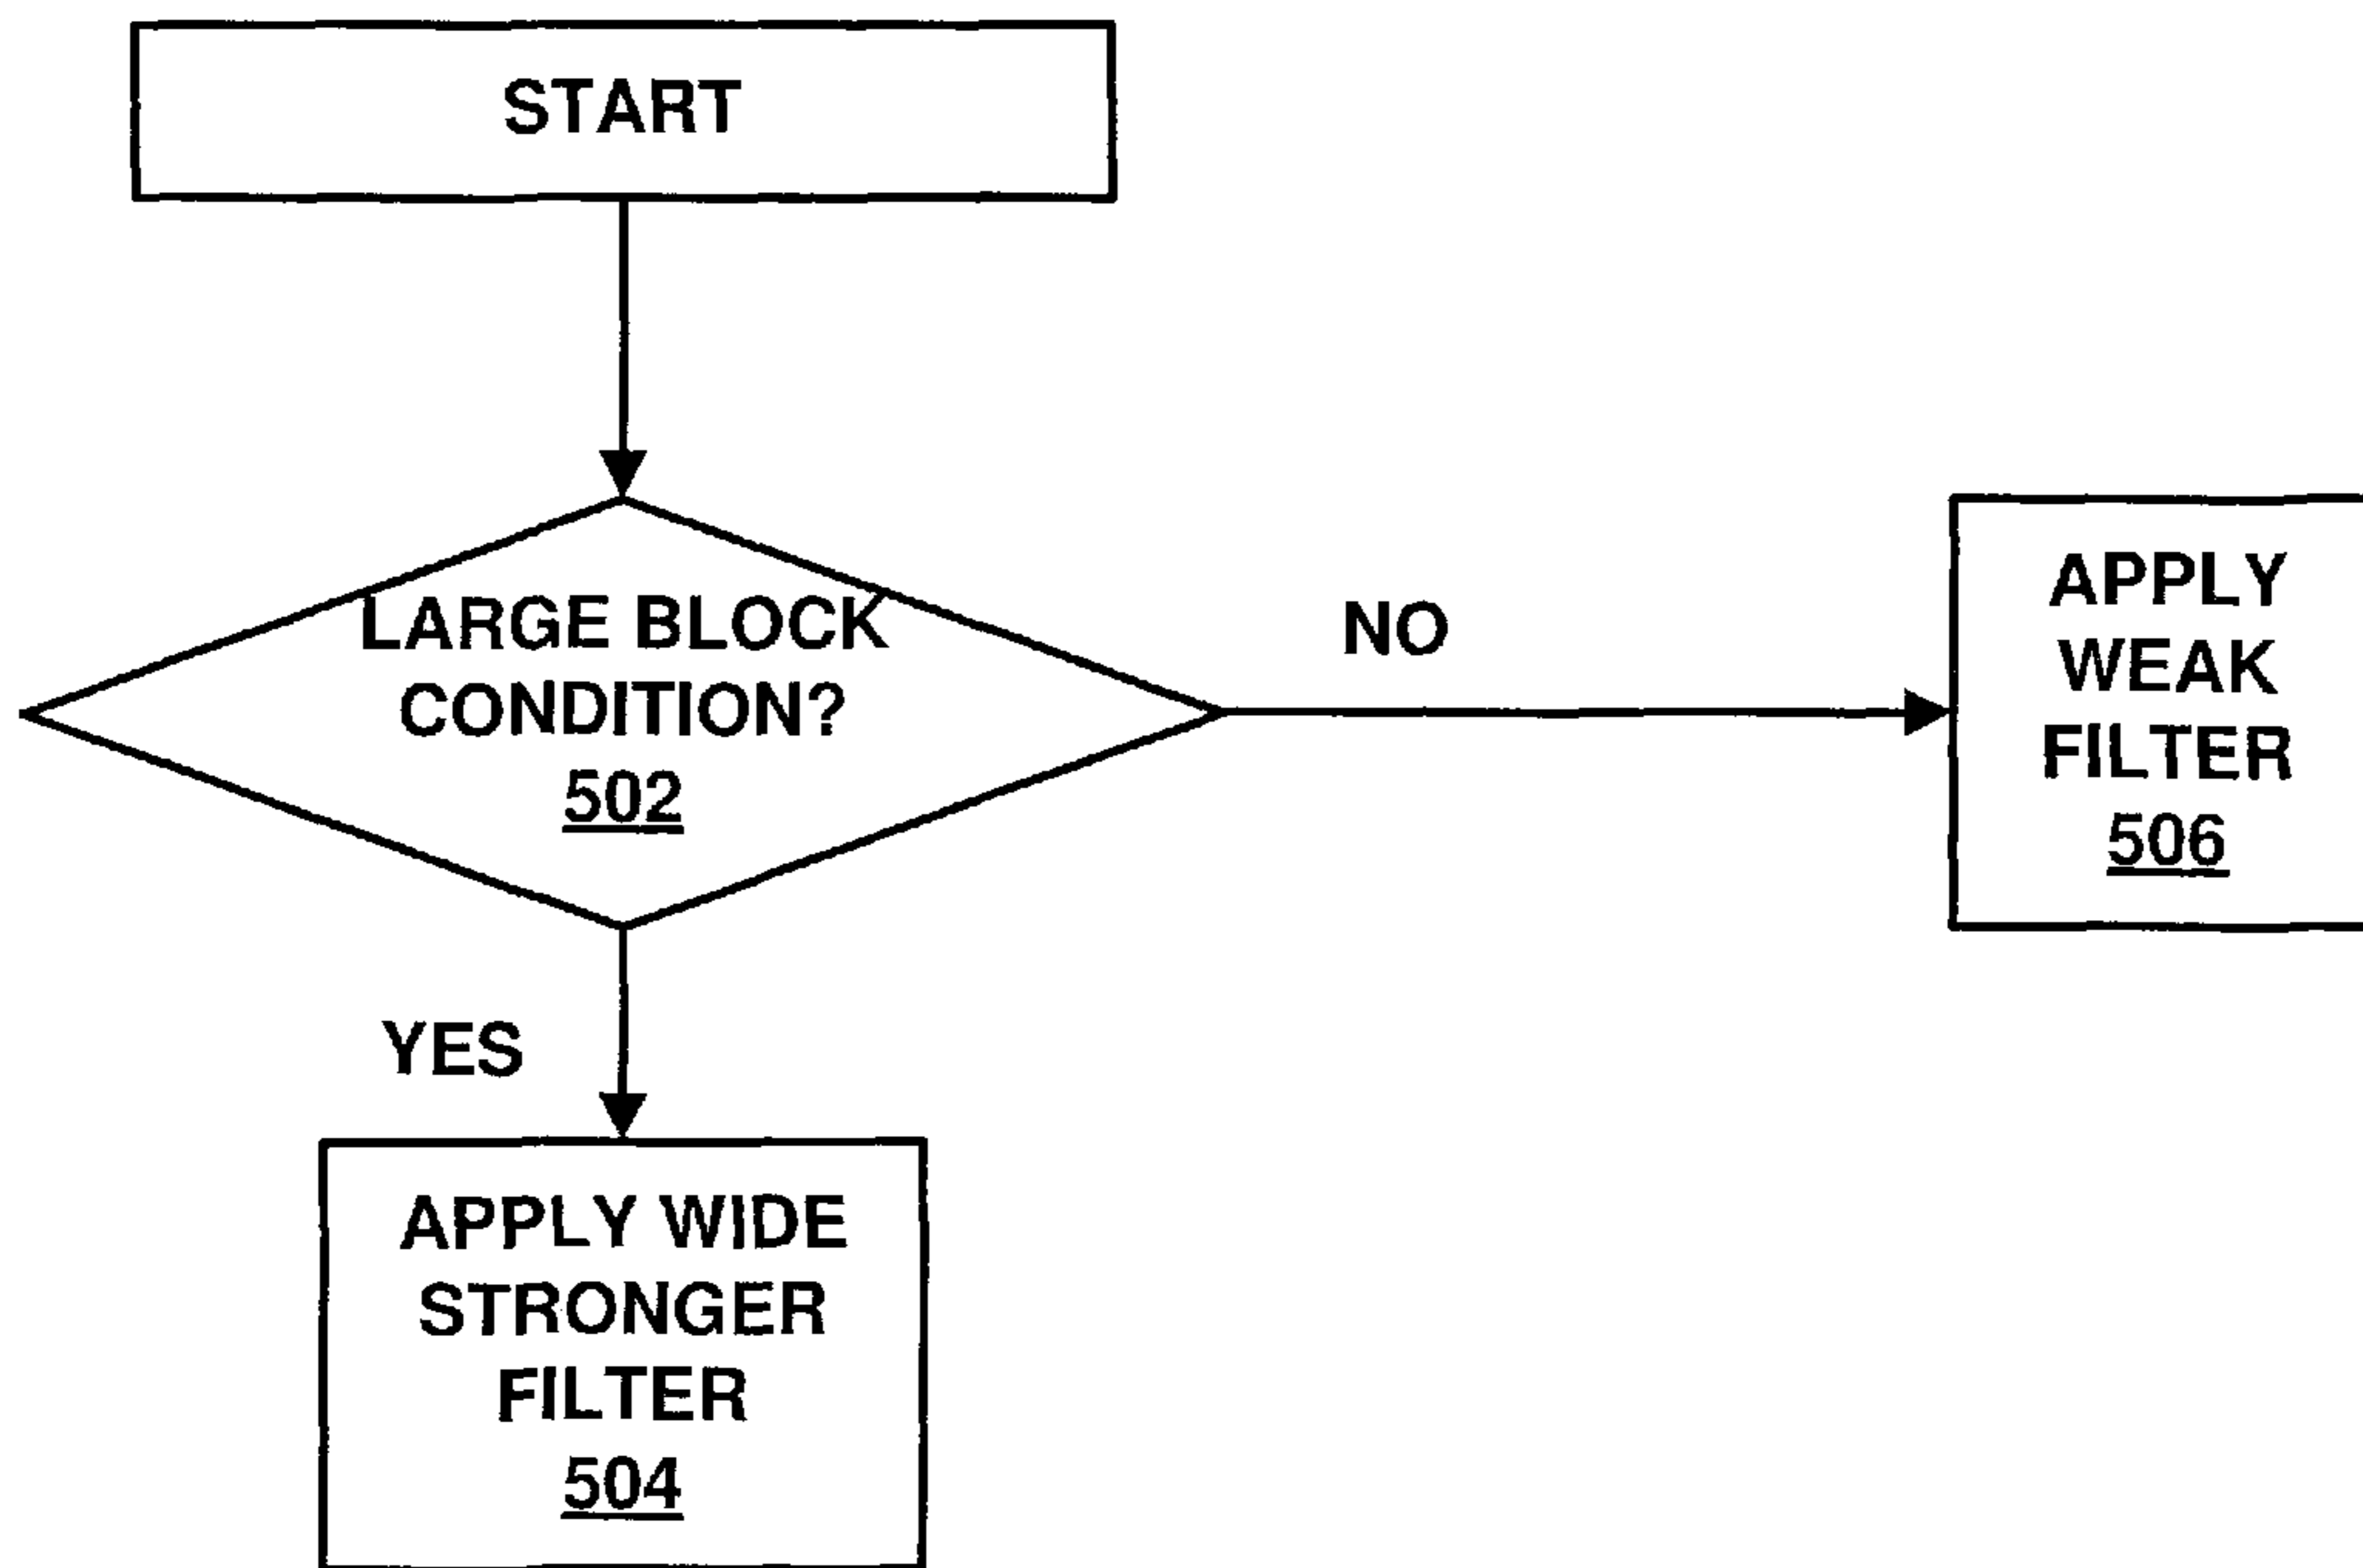 START
LARGE BLOCK
CONDITION?
502
NO
APPLY
WEAK
FILTER
506
YES
APPLY WIDE
STRONGER
FILTER
504